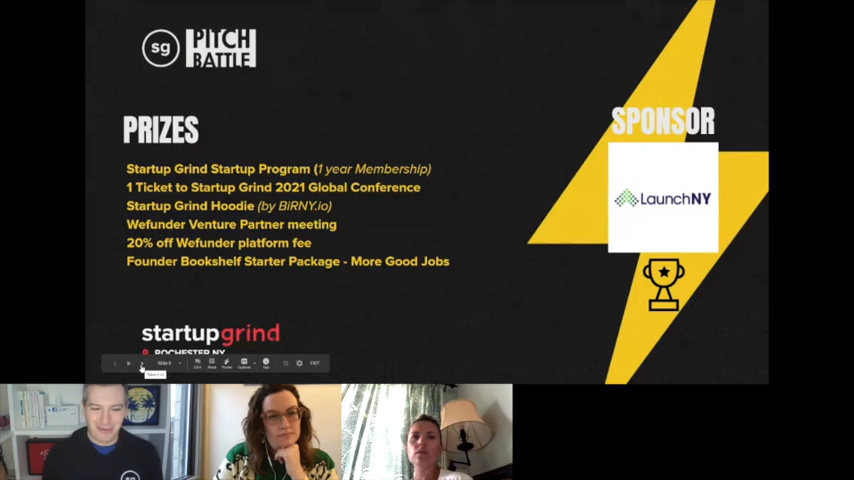 sg PITCH BATTLE
PRIZES
SPONSOR
Startup Grind Startup Program (1 year Membership)
1 Ticket to Startup Grind 2021 Global Conference
Startup Grind Hoodie (by BiRNY.io)
Wefunder Venture Partner meeting
20% off Wefunder platform fee
Founder Bookshelf Starter Package - More Good Jobs
LaunchNY
startupgrind
ROCHESTER NY
EXIT
sg